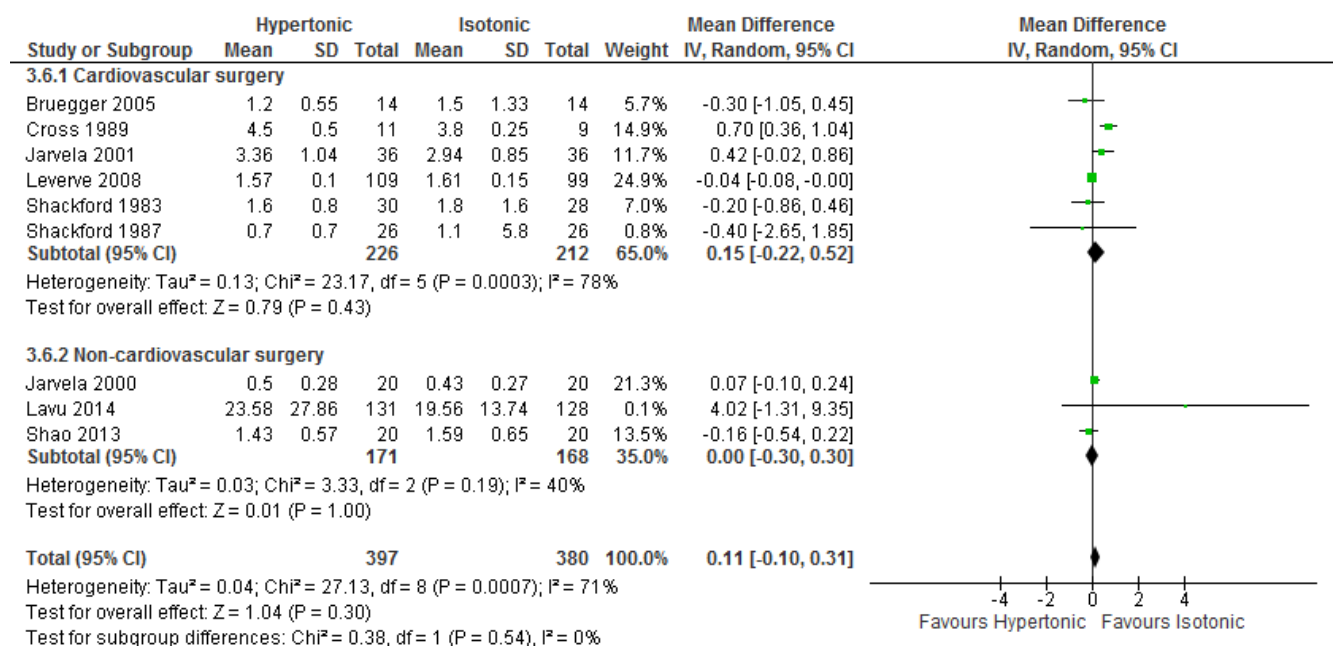 Hypertonic Isotonic Mean Difference Mean Difference
Study or Subgroup Mean SD Total Mean SD Total Weight IV, Random, 95% CI IV, Random, 95% CI
3.6.1 Cardiovascular surgery
Bruegger 2005 1.2 0.55 14 1.5 1.33 14 5.7% -0.30 [-1.05, 0.45]
Cross 1989 4.5 0.5 11 3.8 0.25 9 14.9% 0.70 [0.36, 1.04]
Jarvela 2001 3.36 1.04 36 2.94 0.85 36 11.7% 0.42 [-0.02, 0.86]
Leverve 2008 1.57 0.1 109 1.61 0.15 99 24.9% -0.04 [-0.08, -0.00]
Shackford 1983 1.6 0.8 30 1.8 1.6 28 7.0% -0.20 [-0.86, 0.46]
Shackford 1987 0.7 0.7 26 1.1 5.8 26 0.8% -0.40 [-2.65, 1.85]
Subtotal (95% CI) 226 212 65.0% 0.15 [-0.22, 0.52]
Heterogeneity: Tau² = 0.13; Chi² = 23.17, df = 5 (P = 0.0003); I² = 78%
Test for overall effect: Z = 0.79 (P = 0.43)
3.6.2 Non-cardiovascular surgery
Jarvela 2000 0.5 0.28 20 0.43 0.27 20 21.3% 0.07 [-0.10, 0.24]
Lavu 2014 23.58 27.86 131 19.56 13.74 128 0.1% 4.02 [-1.31, 9.35]
Shao 2013 1.43 0.57 20 1.59 0.65 20 13.5% -0.16 [-0.54, 0.22]
Subtotal (95% CI) 171 168 35.0% 0.00 [-0.30, 0.30]
Heterogeneity: Tau² = 0.03; Chi² = 3.33, df = 2 (P = 0.19); I² = 40%
Test for overall effect: Z = 0.01 (P = 1.00)
Total (95% CI) 397 380 100.0% 0.11 [-0.10, 0.31]
Heterogeneity: Tau² = 0.04; Chi² = 27.13, df = 8 (P = 0.0007); I² = 71%
Test for overall effect: Z = 1.04 (P = 0.30)
Test for subgroup differences: Chi² = 0.38, df = 1 (P = 0.54), I² = 0%
-4 -2 0 2 4
Favours Hypertonic Favours Isotonic